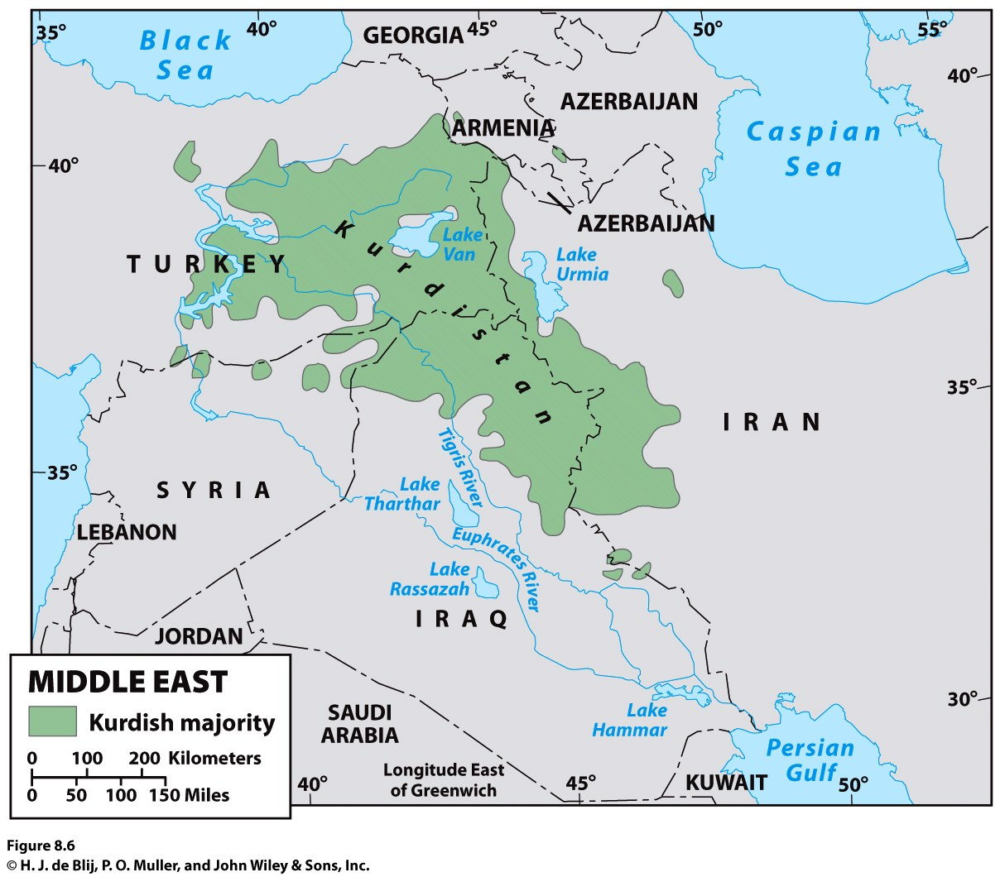 35°
40°
45°
50°
55°
Black
Sea
GEORGIA
40°
AZERBAIJAN
ARMENIA
Caspian
Sea
40°
AZERBAIJAN
Kurdistan
Lake
Van
Lake
Urmia
TURKEY
35°
IRAN
Tigris River
35°
SYRIA
Lake
Tharthar
LEBANON
Euphrates River
Lake
Rassazah
IRAQ
JORDAN
MIDDLE EAST
Kurdish majority
0 100 200 Kilometers
0 50 100 150 Miles
30°
SAUDI
ARABIA
Lake
Hammar
Persian
Gulf
40°
Longitude East
of Greenwich
45°
KUWAIT
50°
Figure 8.6
© H. J. de Blij, P. O. Muller, and John Wiley & Sons, Inc.